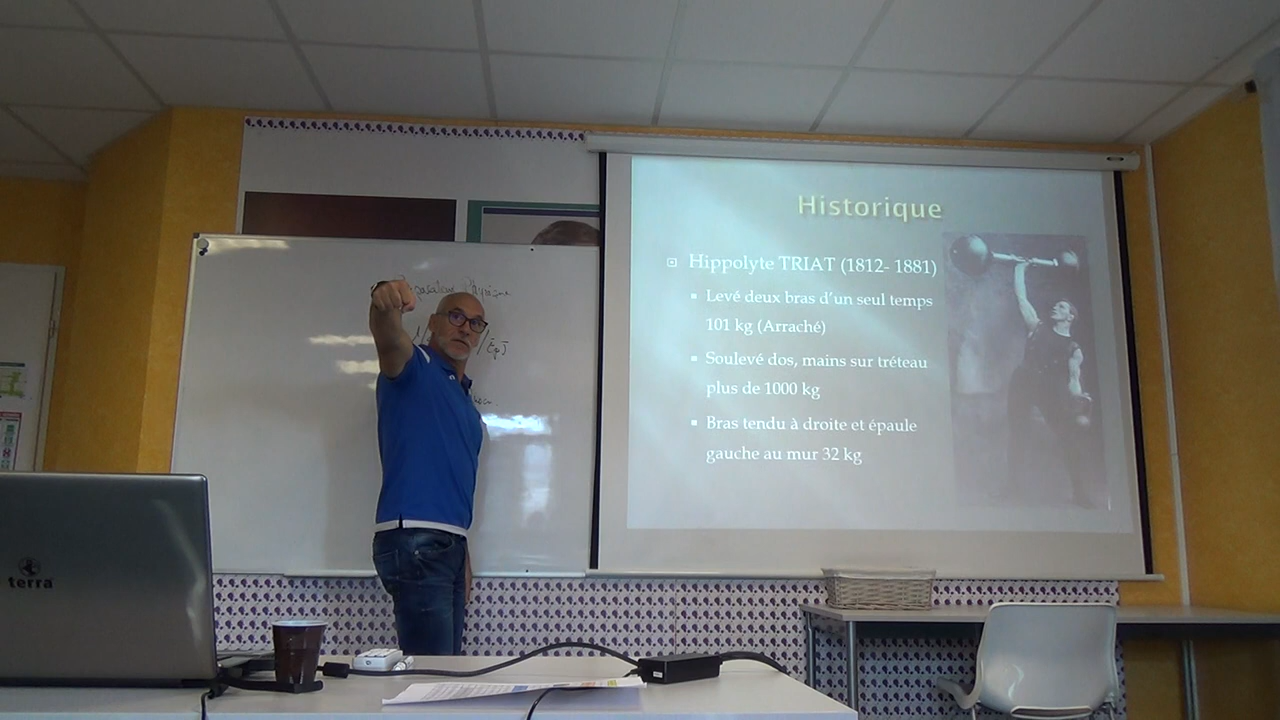 Historique
Hippolyte TRIAT (1812- 1881)
Levé deux bras d'un seul temps
101 kg (Arraché)
Soulevé dos, mains sur tréteau
plus de 1000 kg
Bras tendu à droite et épaule
gauche au mur 32 kg
terra